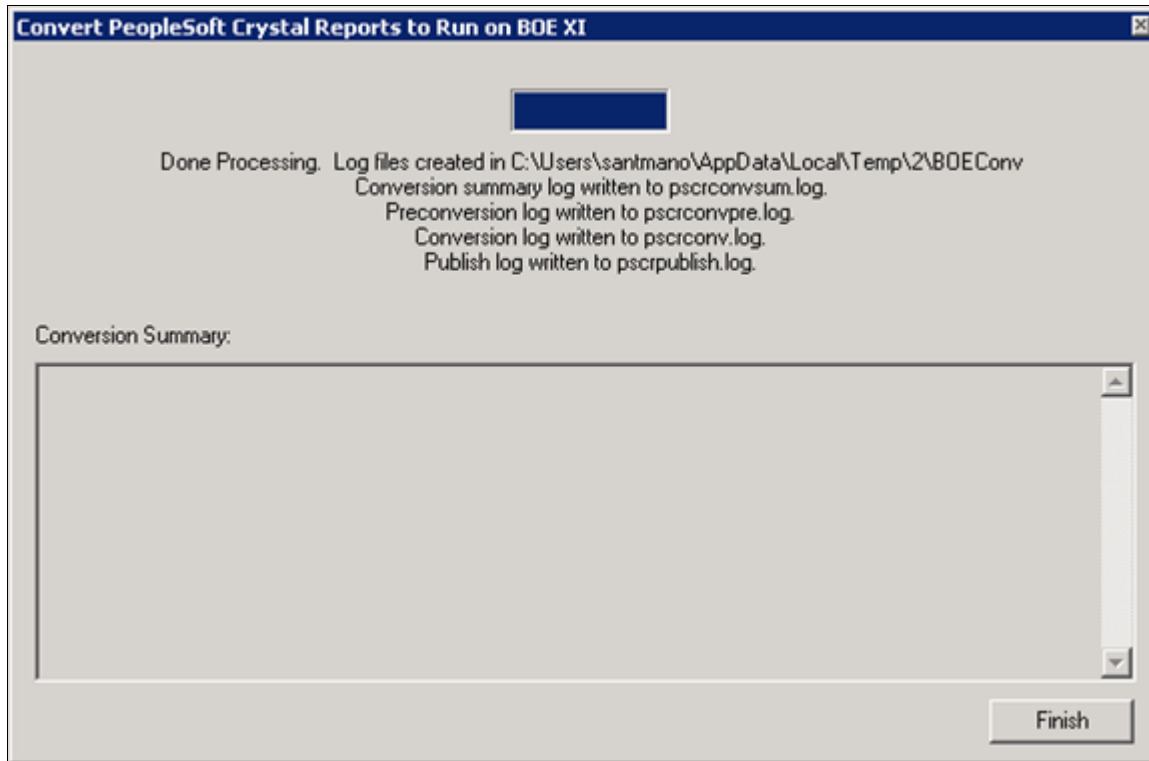 Convert PeopleSoft Crystal Reports to Run on BOE XI
Done Processing. Log files created in C:\Users\santmano\AppData\Local\Temp\2\BOEConv
Conversion summary log written to pscrconvsum.log.
Preconversion log written to pscrconvpre.log.
Conversion log written to pscrconv.log.
Publish log written to pscrpublish.log.
Conversion Summary:
Finish